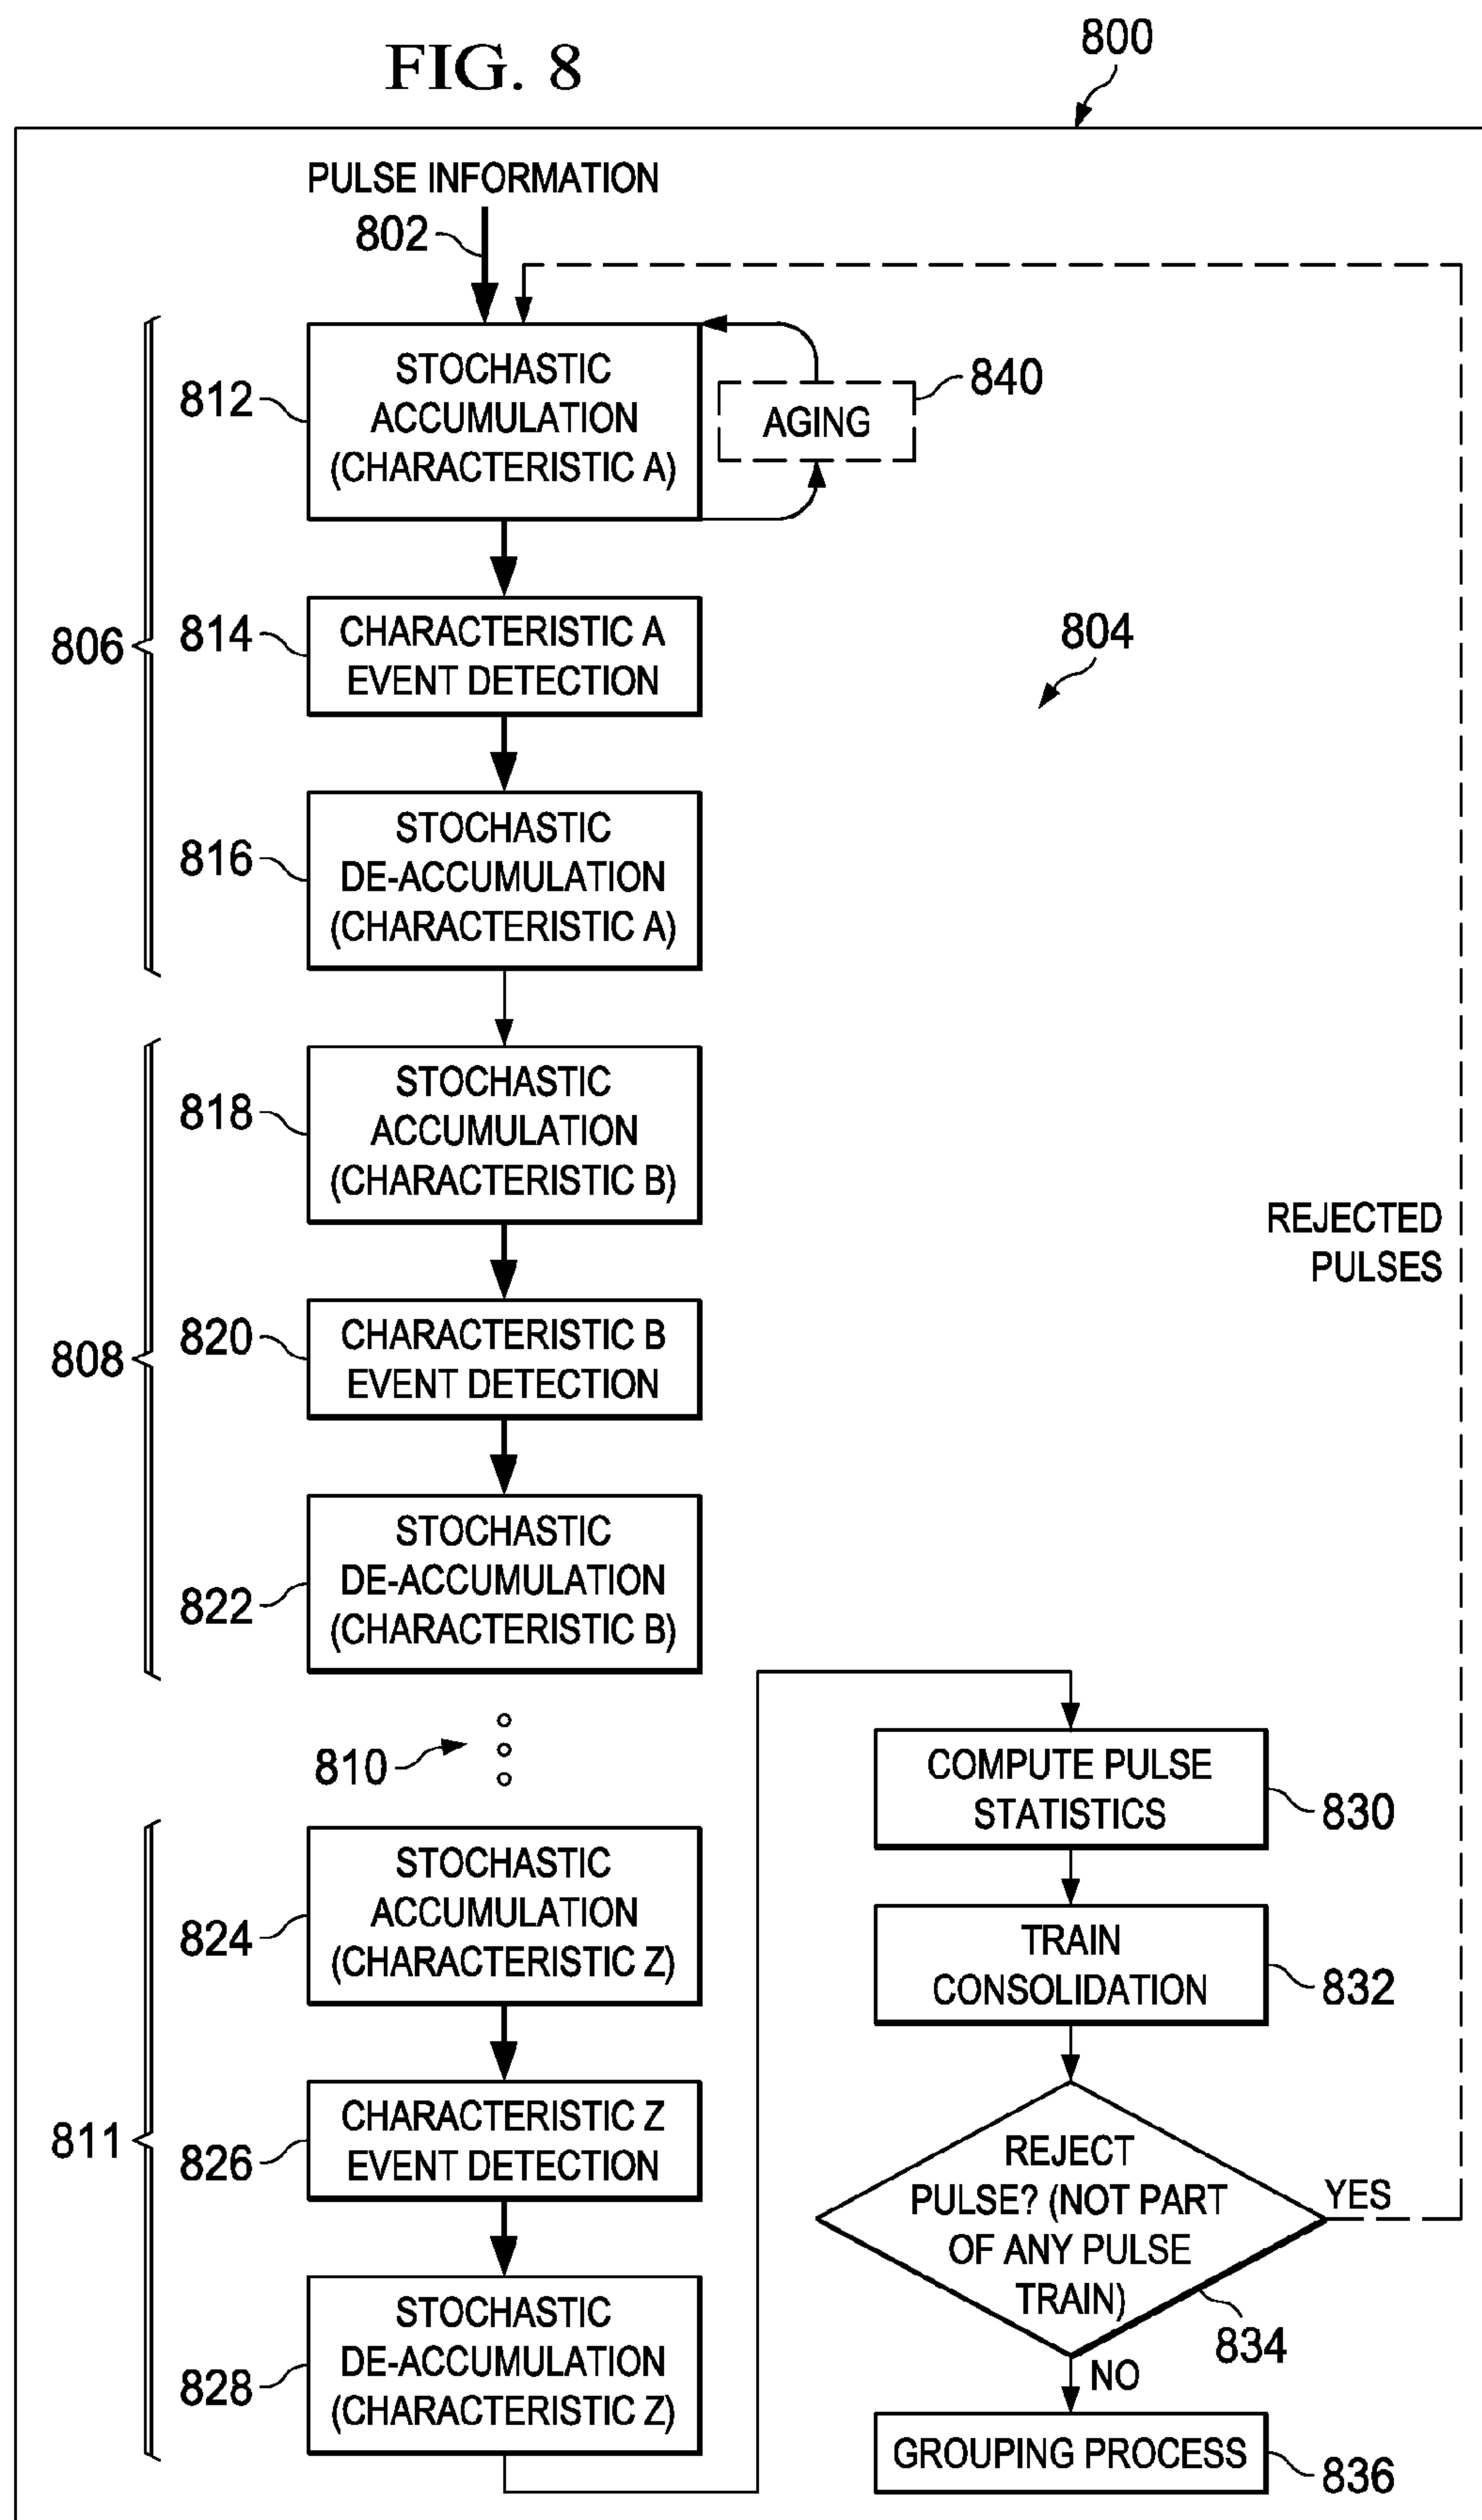 FIG. 8
800
PULSE INFORMATION
802
STOCHASTIC
ACCUMULATION
(CHARACTERISTIC A)
812
AGING
840
806
814
CHARACTERISTIC A
EVENT DETECTION
804
816
STOCHASTIC
DE-ACCUMULATION
(CHARACTERISTIC A)
818
STOCHASTIC
ACCUMULATION
(CHARACTERISTIC B)
REJECTED
PULSES
808
820
CHARACTERISTIC B
EVENT DETECTION
822
STOCHASTIC
DE-ACCUMULATION
(CHARACTERISTIC B)
810
824
STOCHASTIC
ACCUMULATION
(CHARACTERISTIC Z)
811
826
CHARACTERISTIC Z
EVENT DETECTION
828
STOCHASTIC
DE-ACCUMULATION
(CHARACTERISTIC Z)
COMPUTE PULSE
STATISTICS
830
TRAIN
CONSOLIDATION
832
REJECT
PULSE? (NOT PART
OF ANY PULSE
TRAIN)
YES
834
NO
GROUPING PROCESS
836